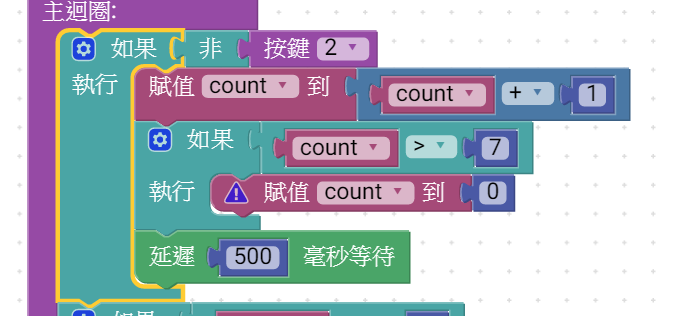 主迴圈:
如果 非 按鍵 2
執行 賦值 count 到 count + 1
如果 count > 7
執行 賦值 count 到 0
延遲 500 毫秒等待
如果